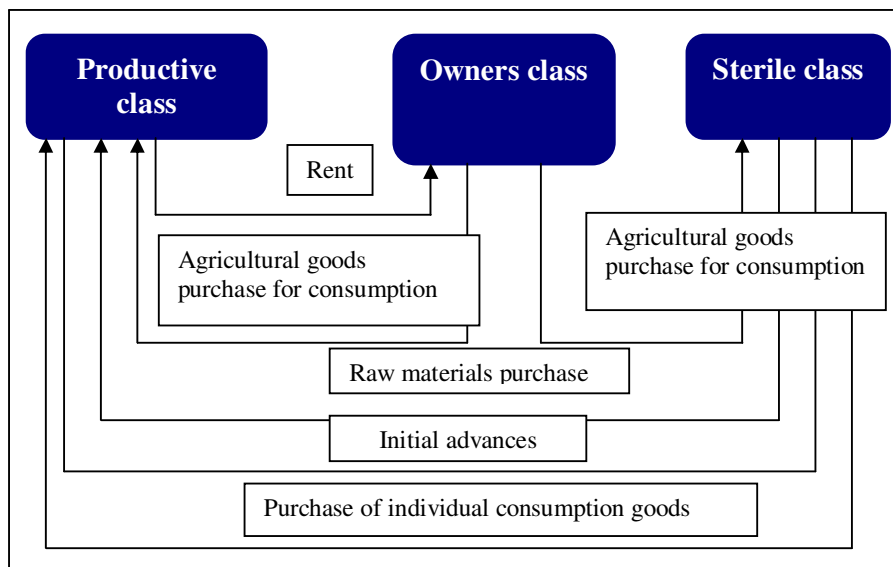 Productive
class
Owners class
Sterile class
Rent
Agricultural goods
purchase for consumption
Agricultural goods
purchase for consumption
Raw materials purchase
Initial advances
Purchase of individual consumption goods